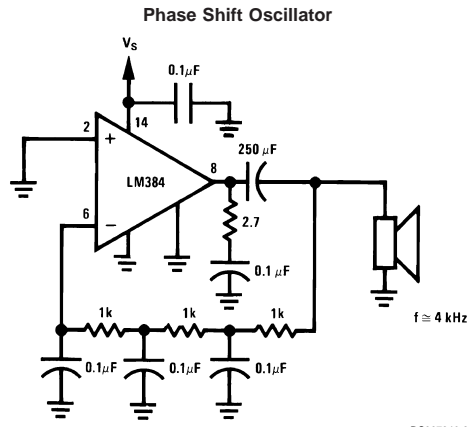 Phase Shift Oscillator
VS
0.1μF
2
14
+
250 μF
8
LM384
6
−
2.7
0.1 μF
1k
1k
1k
f ≅ 4 kHz
0.1μF
0.1μF
0.1μF